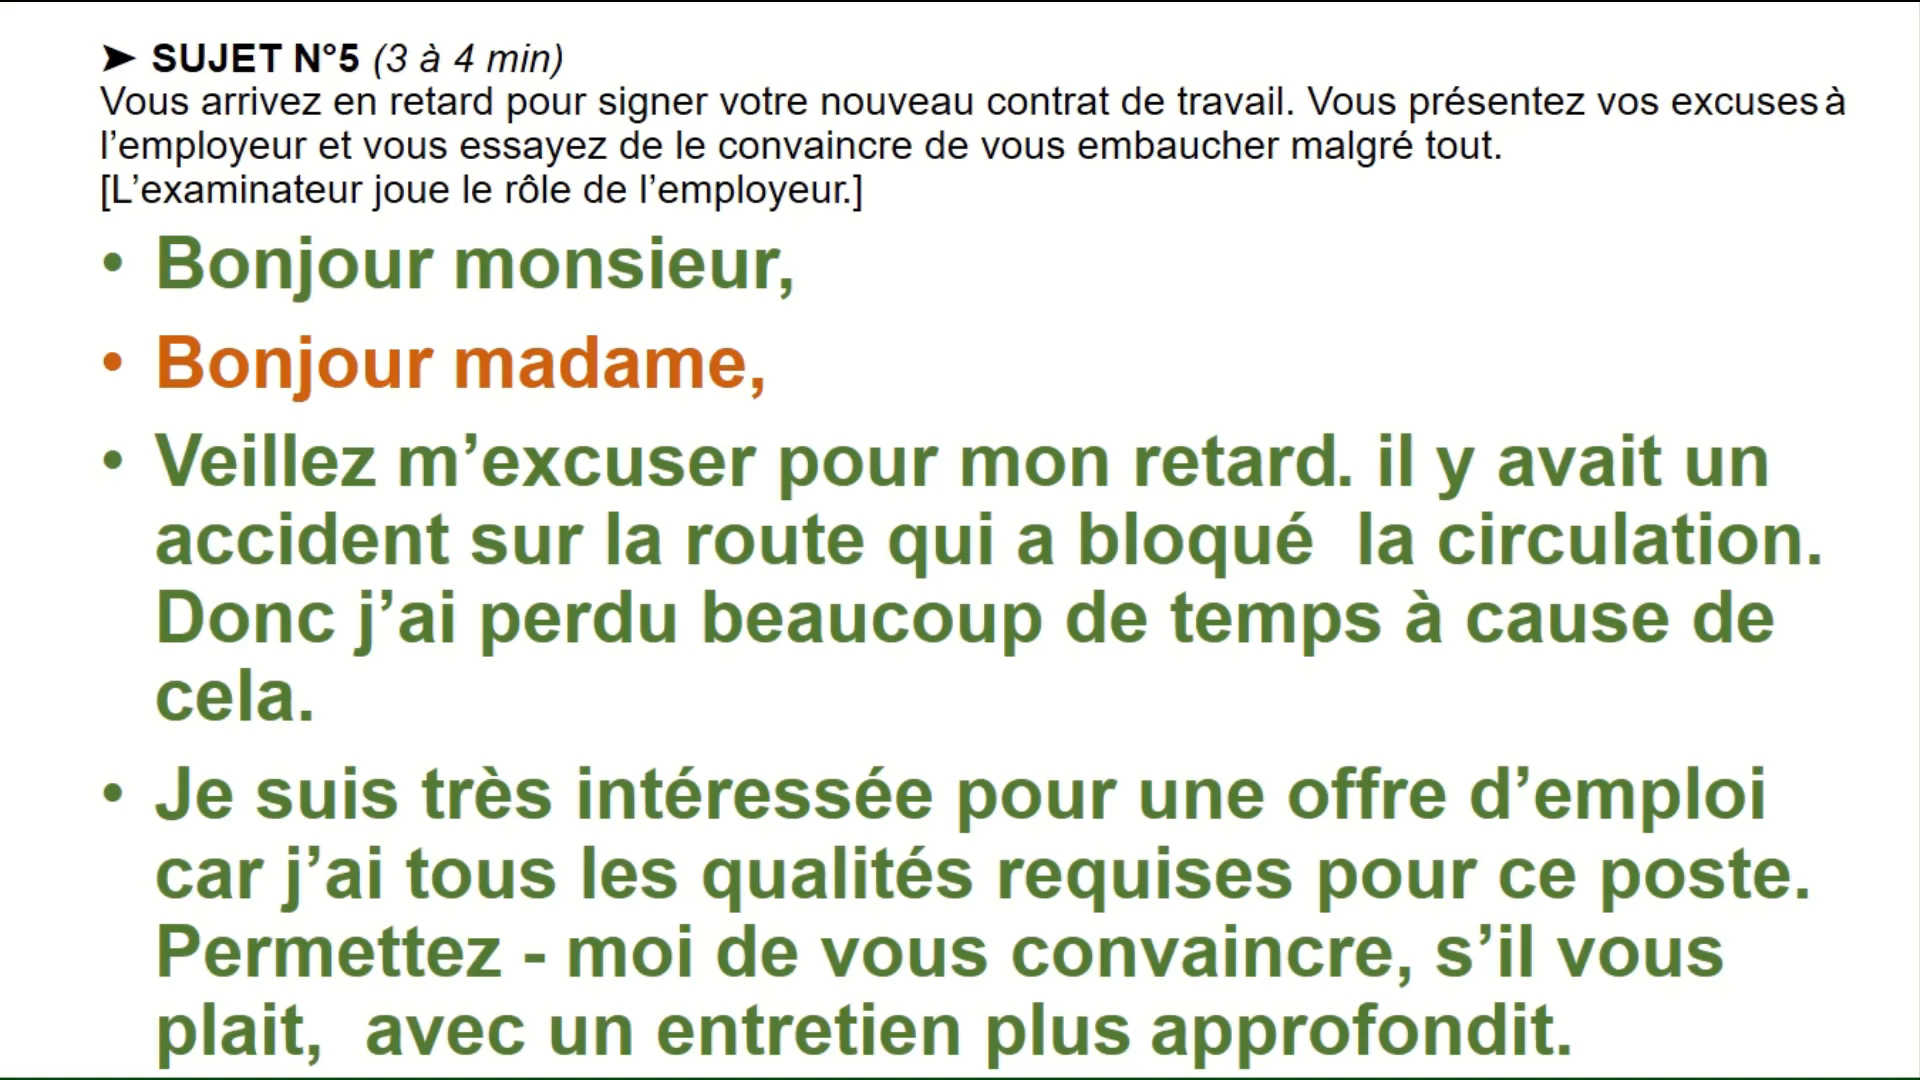 ➤ SUJET N°5 (3 à 4 min)
Vous arrivez en retard pour signer votre nouveau contrat de travail. Vous présentez vos excuses à
l’employeur et vous essayez de le convaincre de vous embaucher malgré tout.
[L’examinateur joue le rôle de l’employeur.]
• Bonjour monsieur,
• Bonjour madame,
• Veillez m’excuser pour mon retard. il y avait un
accident sur la route qui a bloqué la circulation.
Donc j’ai perdu beaucoup de temps à cause de
cela.
• Je suis très intéressée pour une offre d’emploi
car j’ai tous les qualités requises pour ce poste.
Permettez - moi de vous convaincre, s’il vous
plait, avec un entretien plus approfondit.